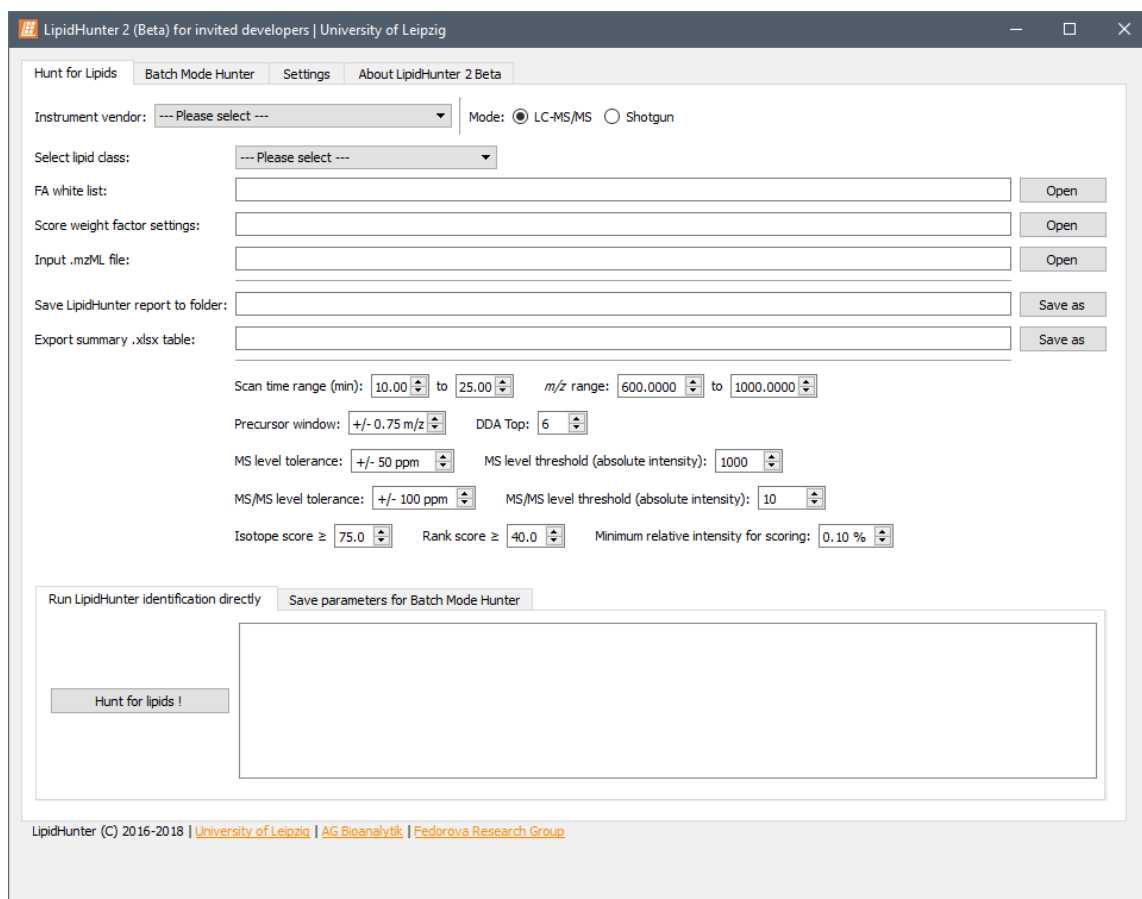 LipidHunter 2 (Beta) for invited developers | University of Leipzig
Hunt for Lipids Batch Mode Hunter Settings About LipidHunter 2 Beta
Instrument vendor: --- Please select --- Mode: LC-MS/MS Shotgun
Select lipid class: --- Please select ---
FA white list: Open
Score weight factor settings: Open
Input .mzML file: Open
Save LipidHunter report to folder: Save as
Export summary .xlsx table: Save as
Scan time range (min): 10.00 to 25.00 m/z range: 600.0000 to 1000.0000
Precursor window: +/- 0.75 m/z DDA Top: 6
MS level tolerance: +/- 50 ppm MS level threshold (absolute intensity): 1000
MS/MS level tolerance: +/- 100 ppm MS/MS level threshold (absolute intensity): 10
Isotope score ≥ 75.0 Rank score ≥ 40.0 Minimum relative intensity for scoring: 0.10 %
Run LipidHunter identification directly Save parameters for Batch Mode Hunter
Hunt for lipids !
LipidHunter (C) 2016-2018 | University of Leipzig | AG Bioanalytik | Fedorova Research Group